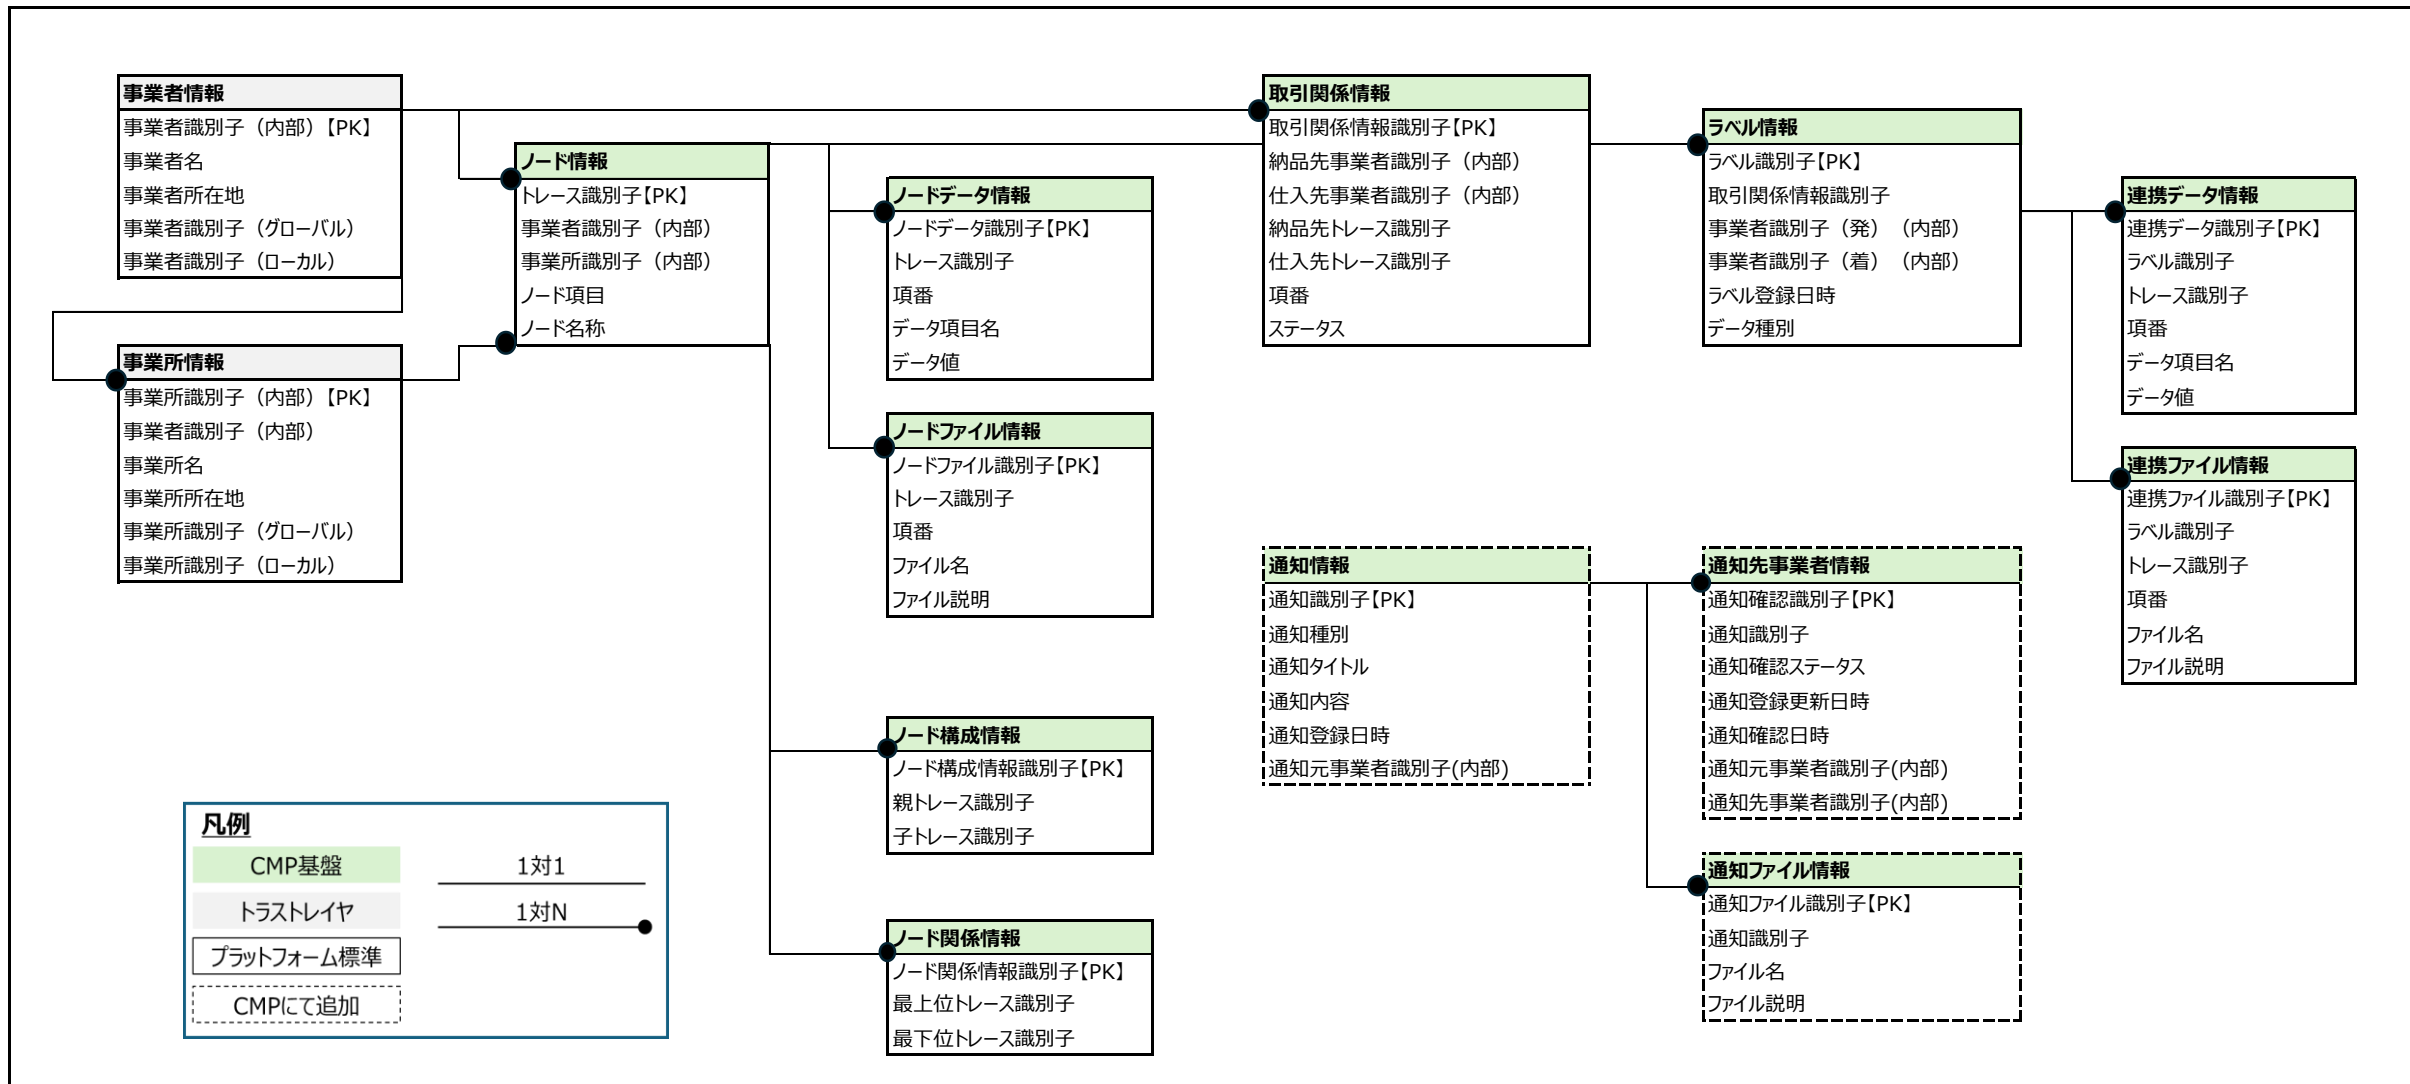 事業者情報
事業者識別子（内部）【PK】
事業者名
事業者所在地
事業者識別子（グローバル）
事業者識別子（ローカル）
事業所情報
事業所識別子（内部）【PK】
事業者識別子（内部）
事業所名
事業所所在地
事業所識別子（グローバル）
事業所識別子（ローカル）
ノード情報
トレース識別子【PK】
事業者識別子（内部）
事業所識別子（内部）
ノード項目
ノード名称
ノードデータ情報
ノードデータ識別子【PK】
トレース識別子
項番
データ項目名
データ値
ノードファイル情報
ノードファイル識別子【PK】
トレース識別子
項番
ファイル名
ファイル説明
ノード構成情報
ノード構成情報識別子【PK】
親トレース識別子
子トレース識別子
ノード関係情報
ノード関係情報識別子【PK】
最上位トレース識別子
最下位トレース識別子
取引関係情報
取引関係情報識別子【PK】
納品先事業者識別子（内部）
仕入先事業者識別子（内部）
納品先トレース識別子
仕入先トレース識別子
項番
ステータス
ラベル情報
ラベル識別子【PK】
取引関係情報識別子
事業者識別子（発）（内部）
事業者識別子（着）（内部）
ラベル登録日時
データ種別
連携データ情報
連携データ識別子【PK】
ラベル識別子
トレース識別子
項番
データ項目名
データ値
連携ファイル情報
連携ファイル識別子【PK】
ラベル識別子
トレース識別子
項番
ファイル名
ファイル説明
通知情報
通知識別子【PK】
通知種別
通知タイトル
通知内容
通知登録日時
通知元事業者識別子(内部)
通知先事業者情報
通知確認識別子【PK】
通知識別子
通知確認ステータス
通知登録更新日時
通知確認日時
通知元事業者識別子(内部)
通知先事業者識別子(内部)
通知ファイル情報
通知ファイル識別子【PK】
通知識別子
ファイル名
ファイル説明
凡例
CMP基盤
トラストレイヤ
プラットフォーム標準
CMPにて追加
1対1
1対N